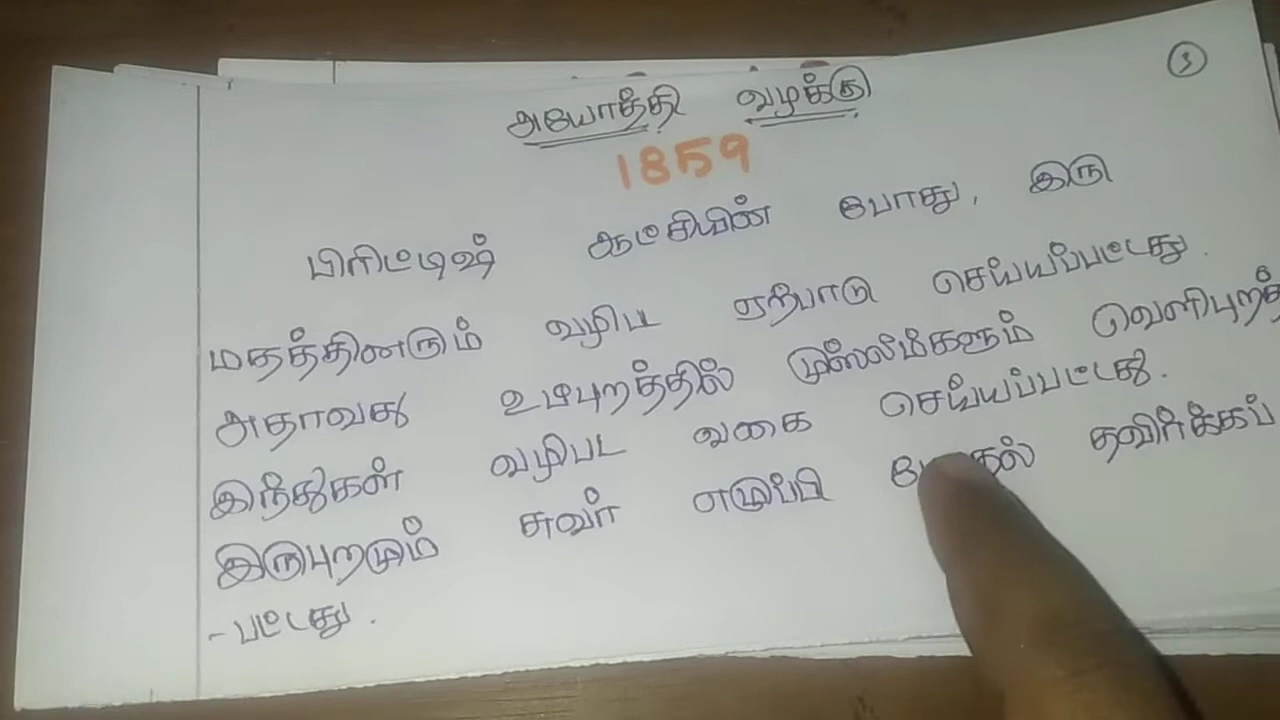 3
அயோத்தி வழக்கு
1859
பிரிட்டிஷ் ஆட்சியின் போது, இரு
மதத்தினரும் வழிபட ஏற்பாடு செய்யப்பட்டது.
அதாவது உட்புறத்தில் முஸ்லீம்களும் வெளிபுறத்
இந்துகள் வழிபட வகை செய்யப்பட்டது.
இருபுறமும் சுவர் எழுப்பி தவிர்க்கப்
-பட்டது.